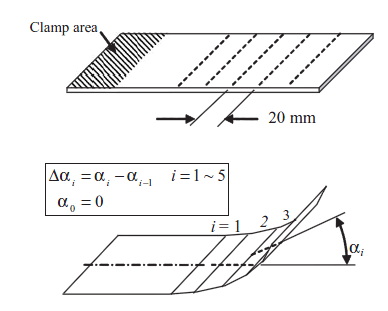 Clamp area
20 mm
Δα_i = α_i − α_{i−1}   i = 1 ~ 5
α_0 = 0
i = 1 2 3
α_i